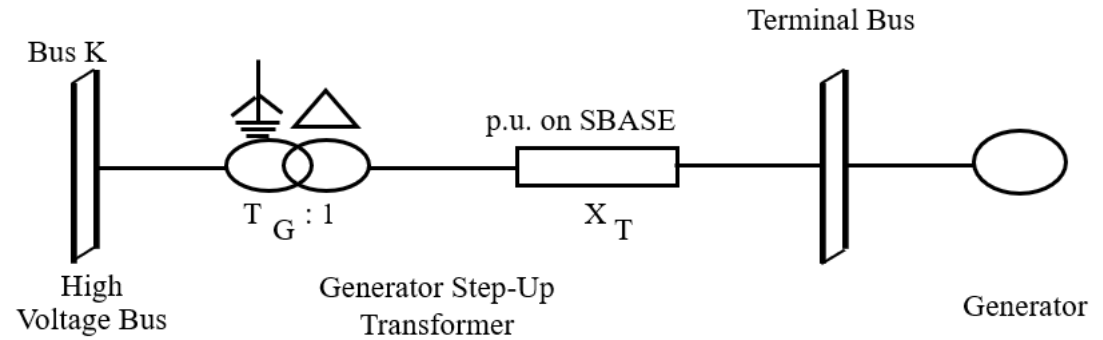 Terminal Bus
Bus K
p.u. on SBASE
T G : 1
X T
High
Voltage Bus
Generator Step-Up
Transformer
Generator